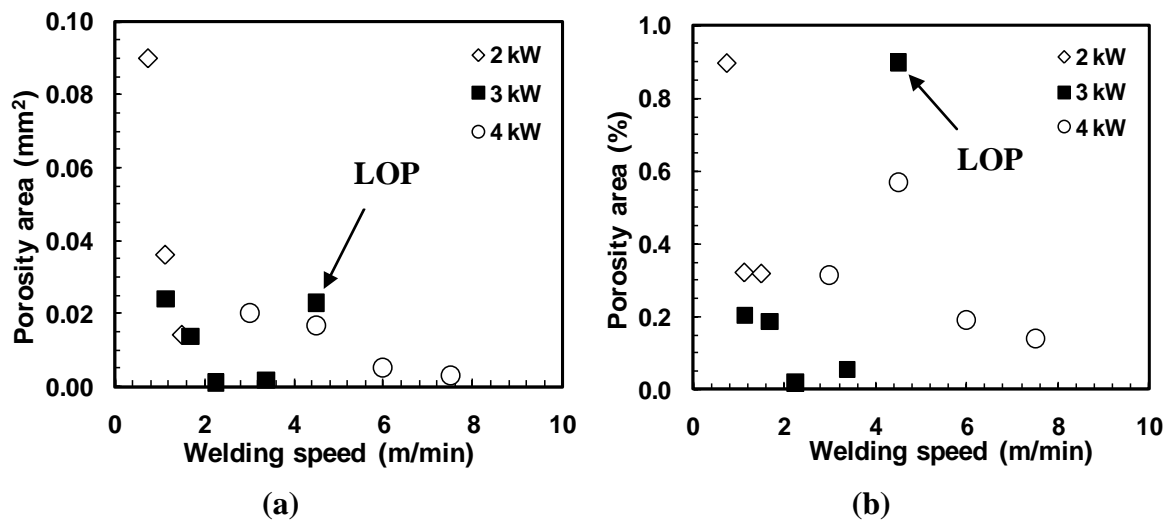 0.10
0.08
0.06
0.04
0.02
0.00
Porosity area (mm²)
0 2 4 6 8 10
Welding speed (m/min)
2 kW
3 kW
4 kW
LOP
(a)
1.0
0.8
0.6
0.4
0.2
0.0
Porosity area (%)
0 2 4 6 8 10
Welding speed (m/min)
2 kW
3 kW
4 kW
LOP
(b)